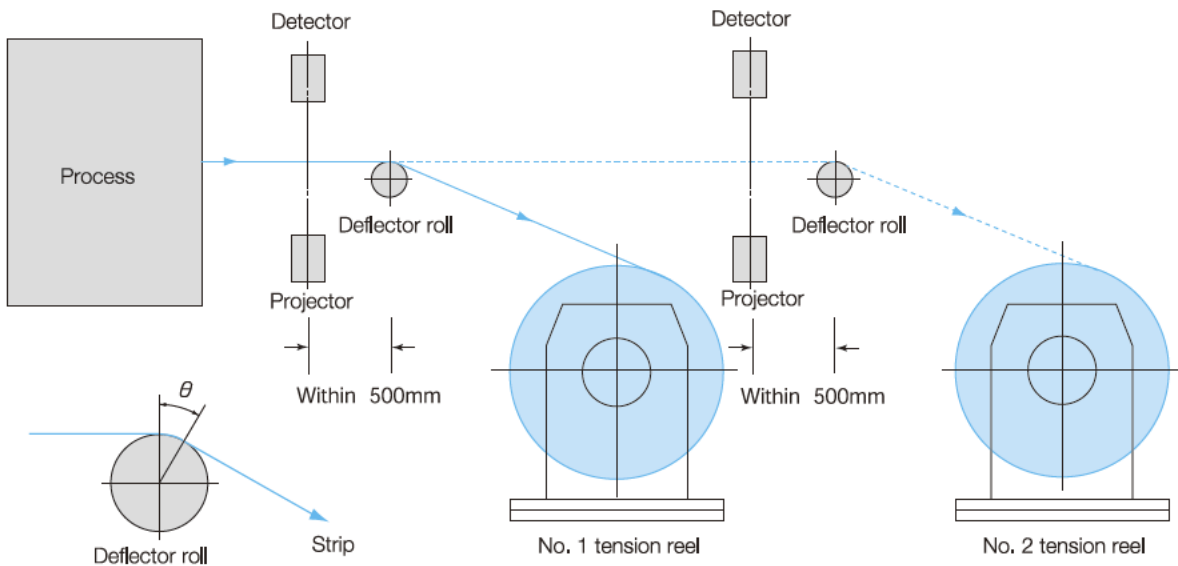 Detector
Detector
Process
Deflector roll
Deflector roll
Projector
Projector
Within 500mm
Within 500mm
θ
Deflector roll
Strip
No. 1 tension reel
No. 2 tension reel